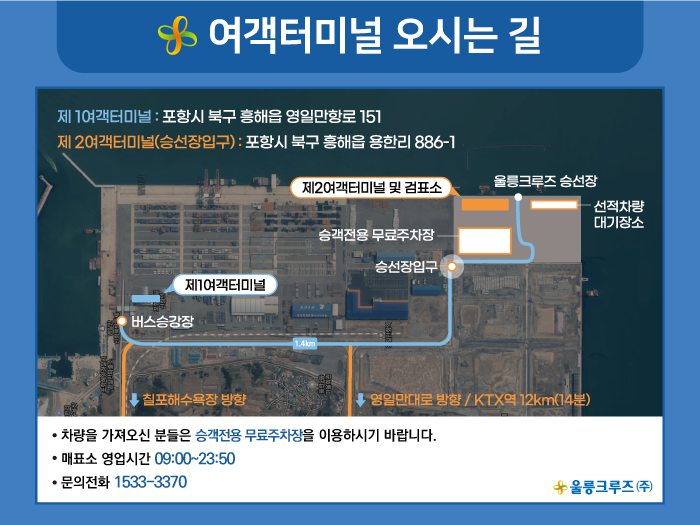 여객터미널 오시는 길
제 1여객터미널 : 포항시 북구 흥해읍 영일만항로 151
제 2여객터미널(승선장입구) : 포항시 북구 흥해읍 용한리 886-1
울릉크루즈 승선장
제2여객터미널 및 검표소
선적차량
대기장소
승객전용 무료주차장
승선장입구
제1여객터미널
버스승강장
1.4km
칠포해수욕장 방향
영일만대로 방향 / KTX역 12km(14분)
• 차량을 가져오신 분들은 승객전용 무료주차장을 이용하시기 바랍니다.
• 매표소 영업시간 09:00~23:50
• 문의전화 1533-3370
울릉크루즈(주)